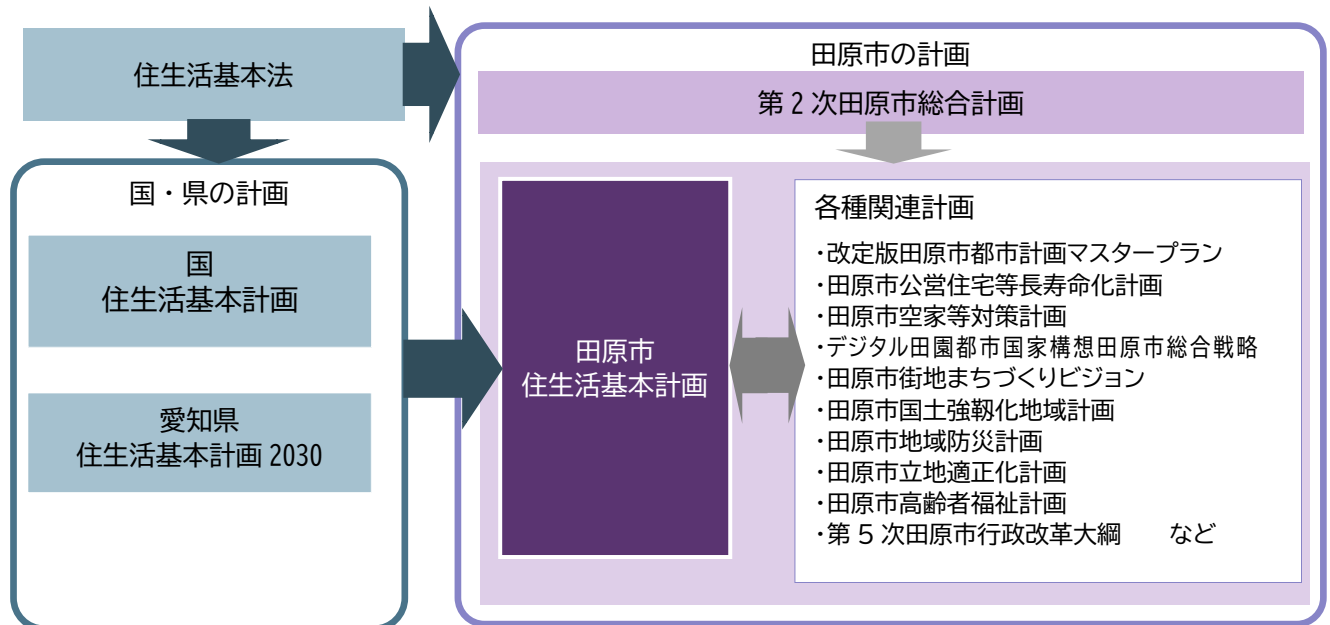 住生活基本法
国・県の計画
国
住生活基本計画
愛知県
住生活基本計画 2030
田原市の計画
第２次田原市総合計画
田原市
住生活基本計画
各種関連計画
・改定版田原市都市計画マスタープラン
・田原市公営住宅等長寿命化計画
・田原市空家等対策計画
・デジタル田園都市国家構想田原市総合戦略
・田原市街地まちづくりビジョン
・田原市国土強靱化地域計画
・田原市地域防災計画
・田原市立地適正化計画
・田原市高齢者福祉計画
・第５次田原市行政改革大綱　　など